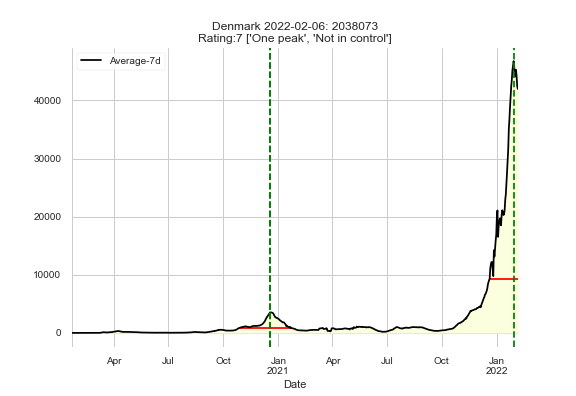 Denmark 2022-02-06: 2038073
Rating:7 ['One peak', 'Not in control']
Average-7d
40000
30000
20000
10000
0
Apr
Jul
Oct
Jan
2021
Apr
Jul
Oct
Jan
2022
Date